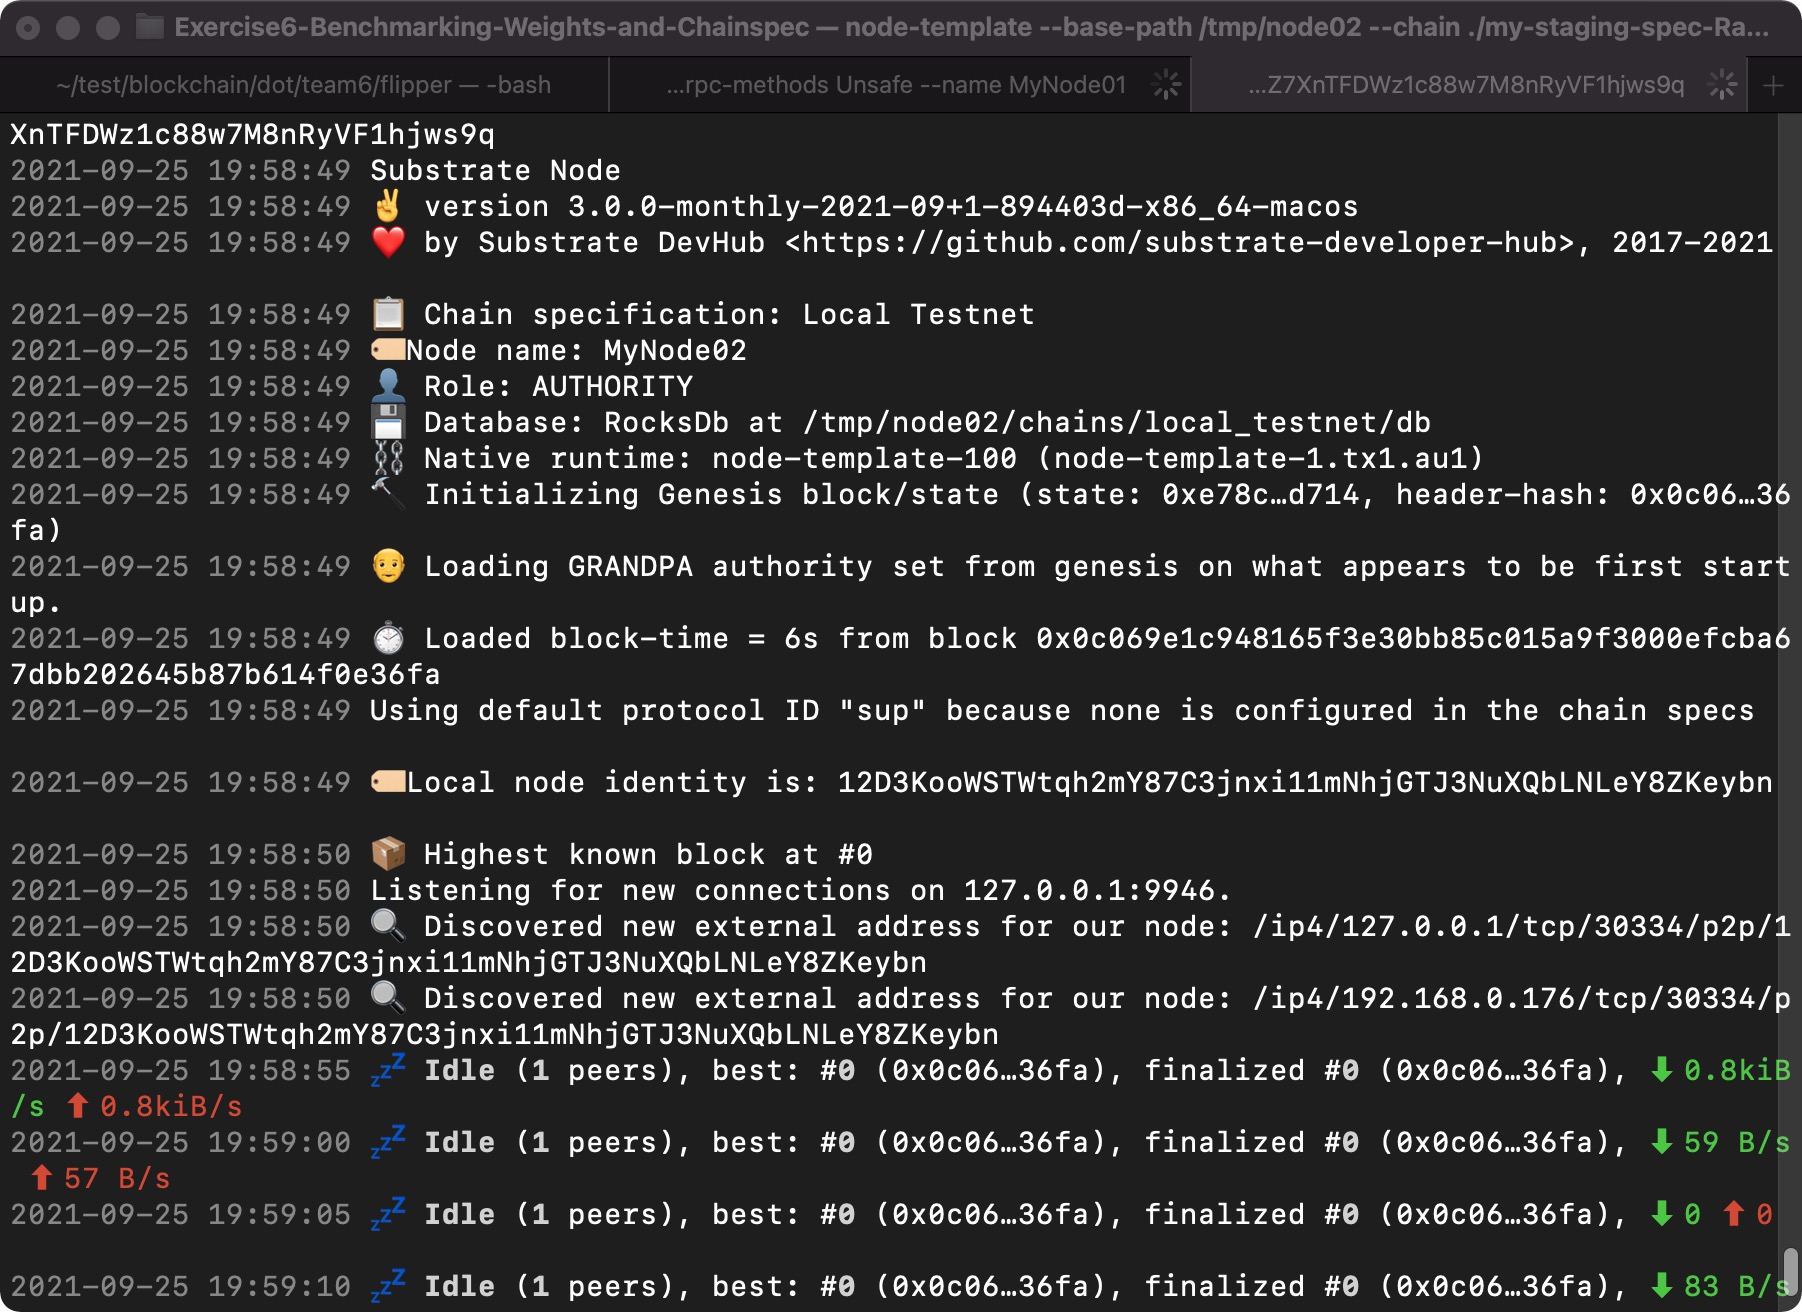 Exercise6-Benchmarking-Weights-and-Chainspec — node-template --base-path /tmp/node02 --chain ./my-staging-spec-Ra...
~/test/blockchain/dot/team6/flipper — -bash
...rpc-methods Unsafe --name MyNode01
...Z7XnTFDWz1c88w7M8nRyVF1hjws9q
XnTFDWz1c88w7M8nRyVF1hjws9q
2021-09-25 19:58:49 Substrate Node
2021-09-25 19:58:49 ✌️ version 3.0.0-monthly-2021-09+1-894403d-x86_64-macos
2021-09-25 19:58:49 ❤️ by Substrate DevHub <https://github.com/substrate-developer-hub>, 2017-2021
2021-09-25 19:58:49 📋 Chain specification: Local Testnet
2021-09-25 19:58:49 🏷Node name: MyNode02
2021-09-25 19:58:49 👤 Role: AUTHORITY
2021-09-25 19:58:49 💾 Database: RocksDb at /tmp/node02/chains/local_testnet/db
2021-09-25 19:58:49 ⛓ Native runtime: node-template-100 (node-template-1.tx1.au1)
2021-09-25 19:58:49 🔨 Initializing Genesis block/state (state: 0xe78c…d714, header-hash: 0x0c06…36
fa)
2021-09-25 19:58:49 👴 Loading GRANDPA authority set from genesis on what appears to be first start
up.
2021-09-25 19:58:49 ⏱ Loaded block-time = 6s from block 0x0c069e1c948165f3e30bb85c015a9f3000efcba6
7dbb202645b87b614f0e36fa
2021-09-25 19:58:49 Using default protocol ID "sup" because none is configured in the chain specs
2021-09-25 19:58:49 🏷Local node identity is: 12D3KooWSTWtqh2mY87C3jnxi11mNhjGTJ3NuXQbLNLeY8ZKeybn
2021-09-25 19:58:50 📦 Highest known block at #0
2021-09-25 19:58:50 Listening for new connections on 127.0.0.1:9946.
2021-09-25 19:58:50 🔍 Discovered new external address for our node: /ip4/127.0.0.1/tcp/30334/p2p/1
2D3KooWSTWtqh2mY87C3jnxi11mNhjGTJ3NuXQbLNLeY8ZKeybn
2021-09-25 19:58:50 🔍 Discovered new external address for our node: /ip4/192.168.0.176/tcp/30334/p
2p/12D3KooWSTWtqh2mY87C3jnxi11mNhjGTJ3NuXQbLNLeY8ZKeybn
2021-09-25 19:58:55 💤 Idle (1 peers), best: #0 (0x0c06…36fa), finalized #0 (0x0c06…36fa), ⬇ 0.8kiB
/s ⬆ 0.8kiB/s
2021-09-25 19:59:00 💤 Idle (1 peers), best: #0 (0x0c06…36fa), finalized #0 (0x0c06…36fa), ⬇ 59 B/s
⬆ 57 B/s
2021-09-25 19:59:05 💤 Idle (1 peers), best: #0 (0x0c06…36fa), finalized #0 (0x0c06…36fa), ⬇ 0 ⬆ 0
2021-09-25 19:59:10 💤 Idle (1 peers), best: #0 (0x0c06…36fa), finalized #0 (0x0c06…36fa), ⬇ 83 B/s